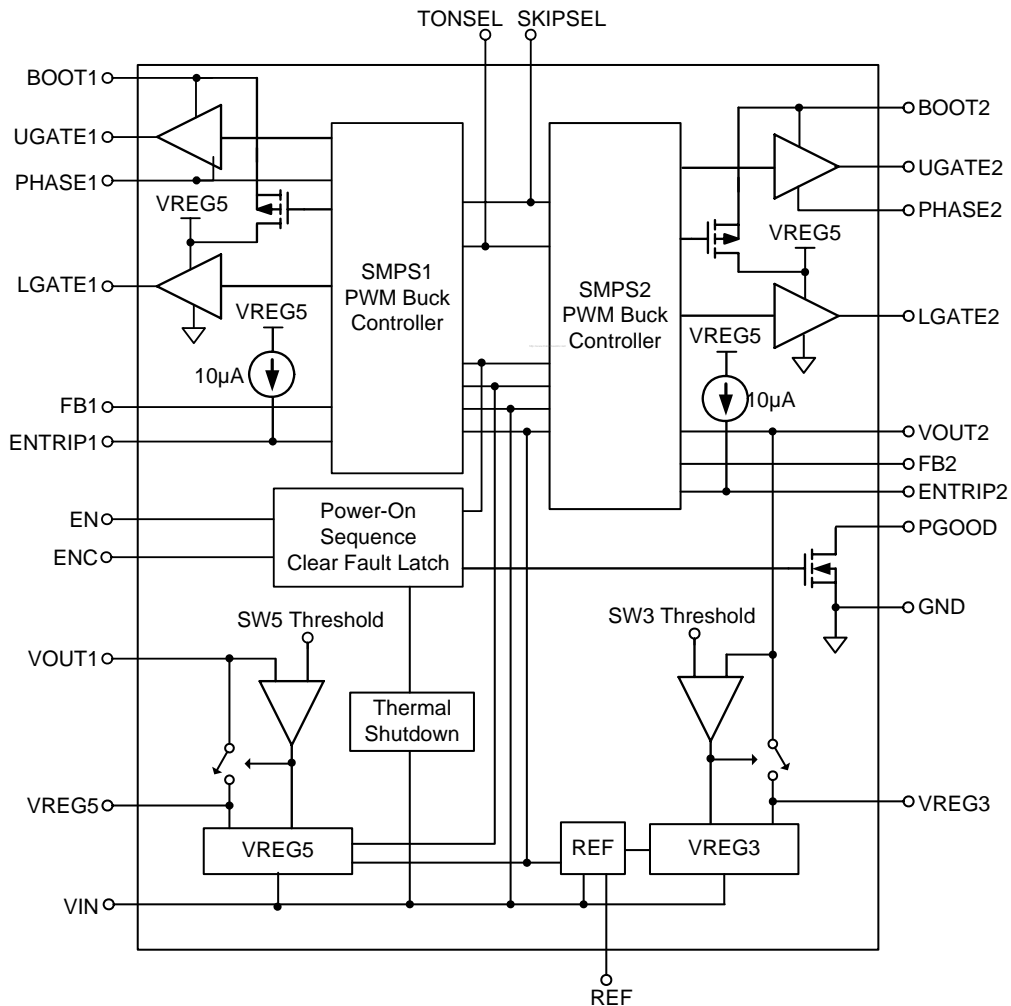 TONSEL SKIPSEL
BOOT1
BOOT2
UGATE1
UGATE2
PHASE1
PHASE2
VREG5
VREG5
LGATE1
LGATE2
SMPS1
PWM Buck
Controller
SMPS2
PWM Buck
Controller
VREG5
VREG5
10µA
10µA
FB1
ENTRIP1
VOUT2
FB2
ENTRIP2
EN
ENC
Power-On
Sequence
Clear Fault Latch
PGOOD
GND
SW5 Threshold
SW3 Threshold
VOUT1
Thermal
Shutdown
VREG5
VREG3
VREG5
REF
VREG3
VIN
REF